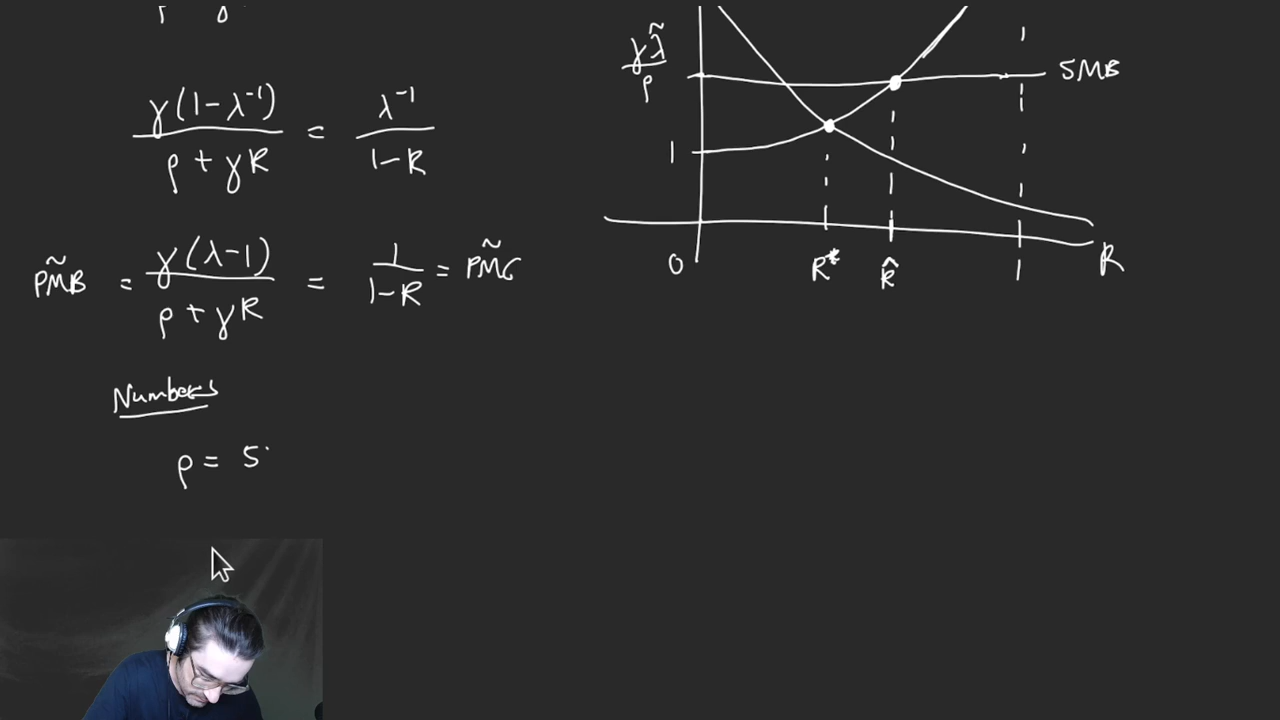 γ(1-λ⁻¹) / (ρ + γR) = λ⁻¹ / (1-R)
P̃MB = γ(λ-1) / (ρ + γR) = 1 / (1-R) = P̃MC
Numbers
ρ = 5
γλ̃ / ρ
SMB
1
0
R*
R̂
1
R